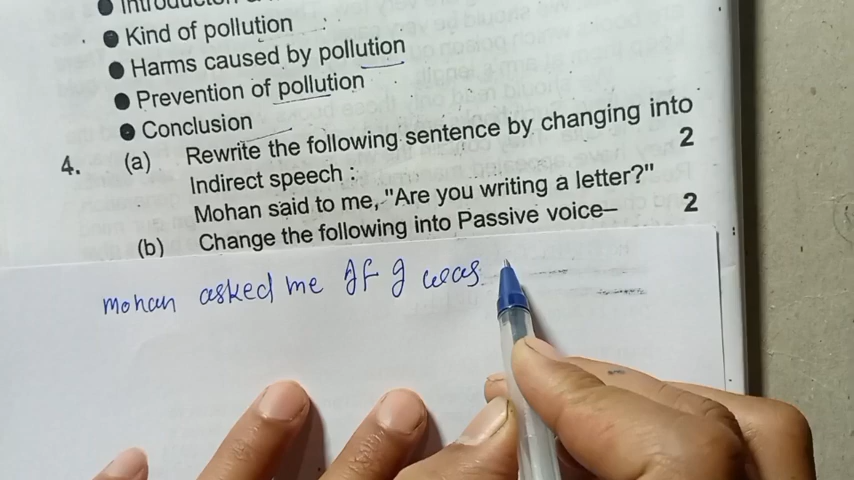 ● Kind of pollution
● Harms caused by pollution
● Prevention of pollution
● Conclusion
4. (a) Rewrite the following sentence by changing into
Indirect speech : 2
Mohan said to me, "Are you writing a letter?"
(b) Change the following into Passive voice– 2
Mohan asked me If I was